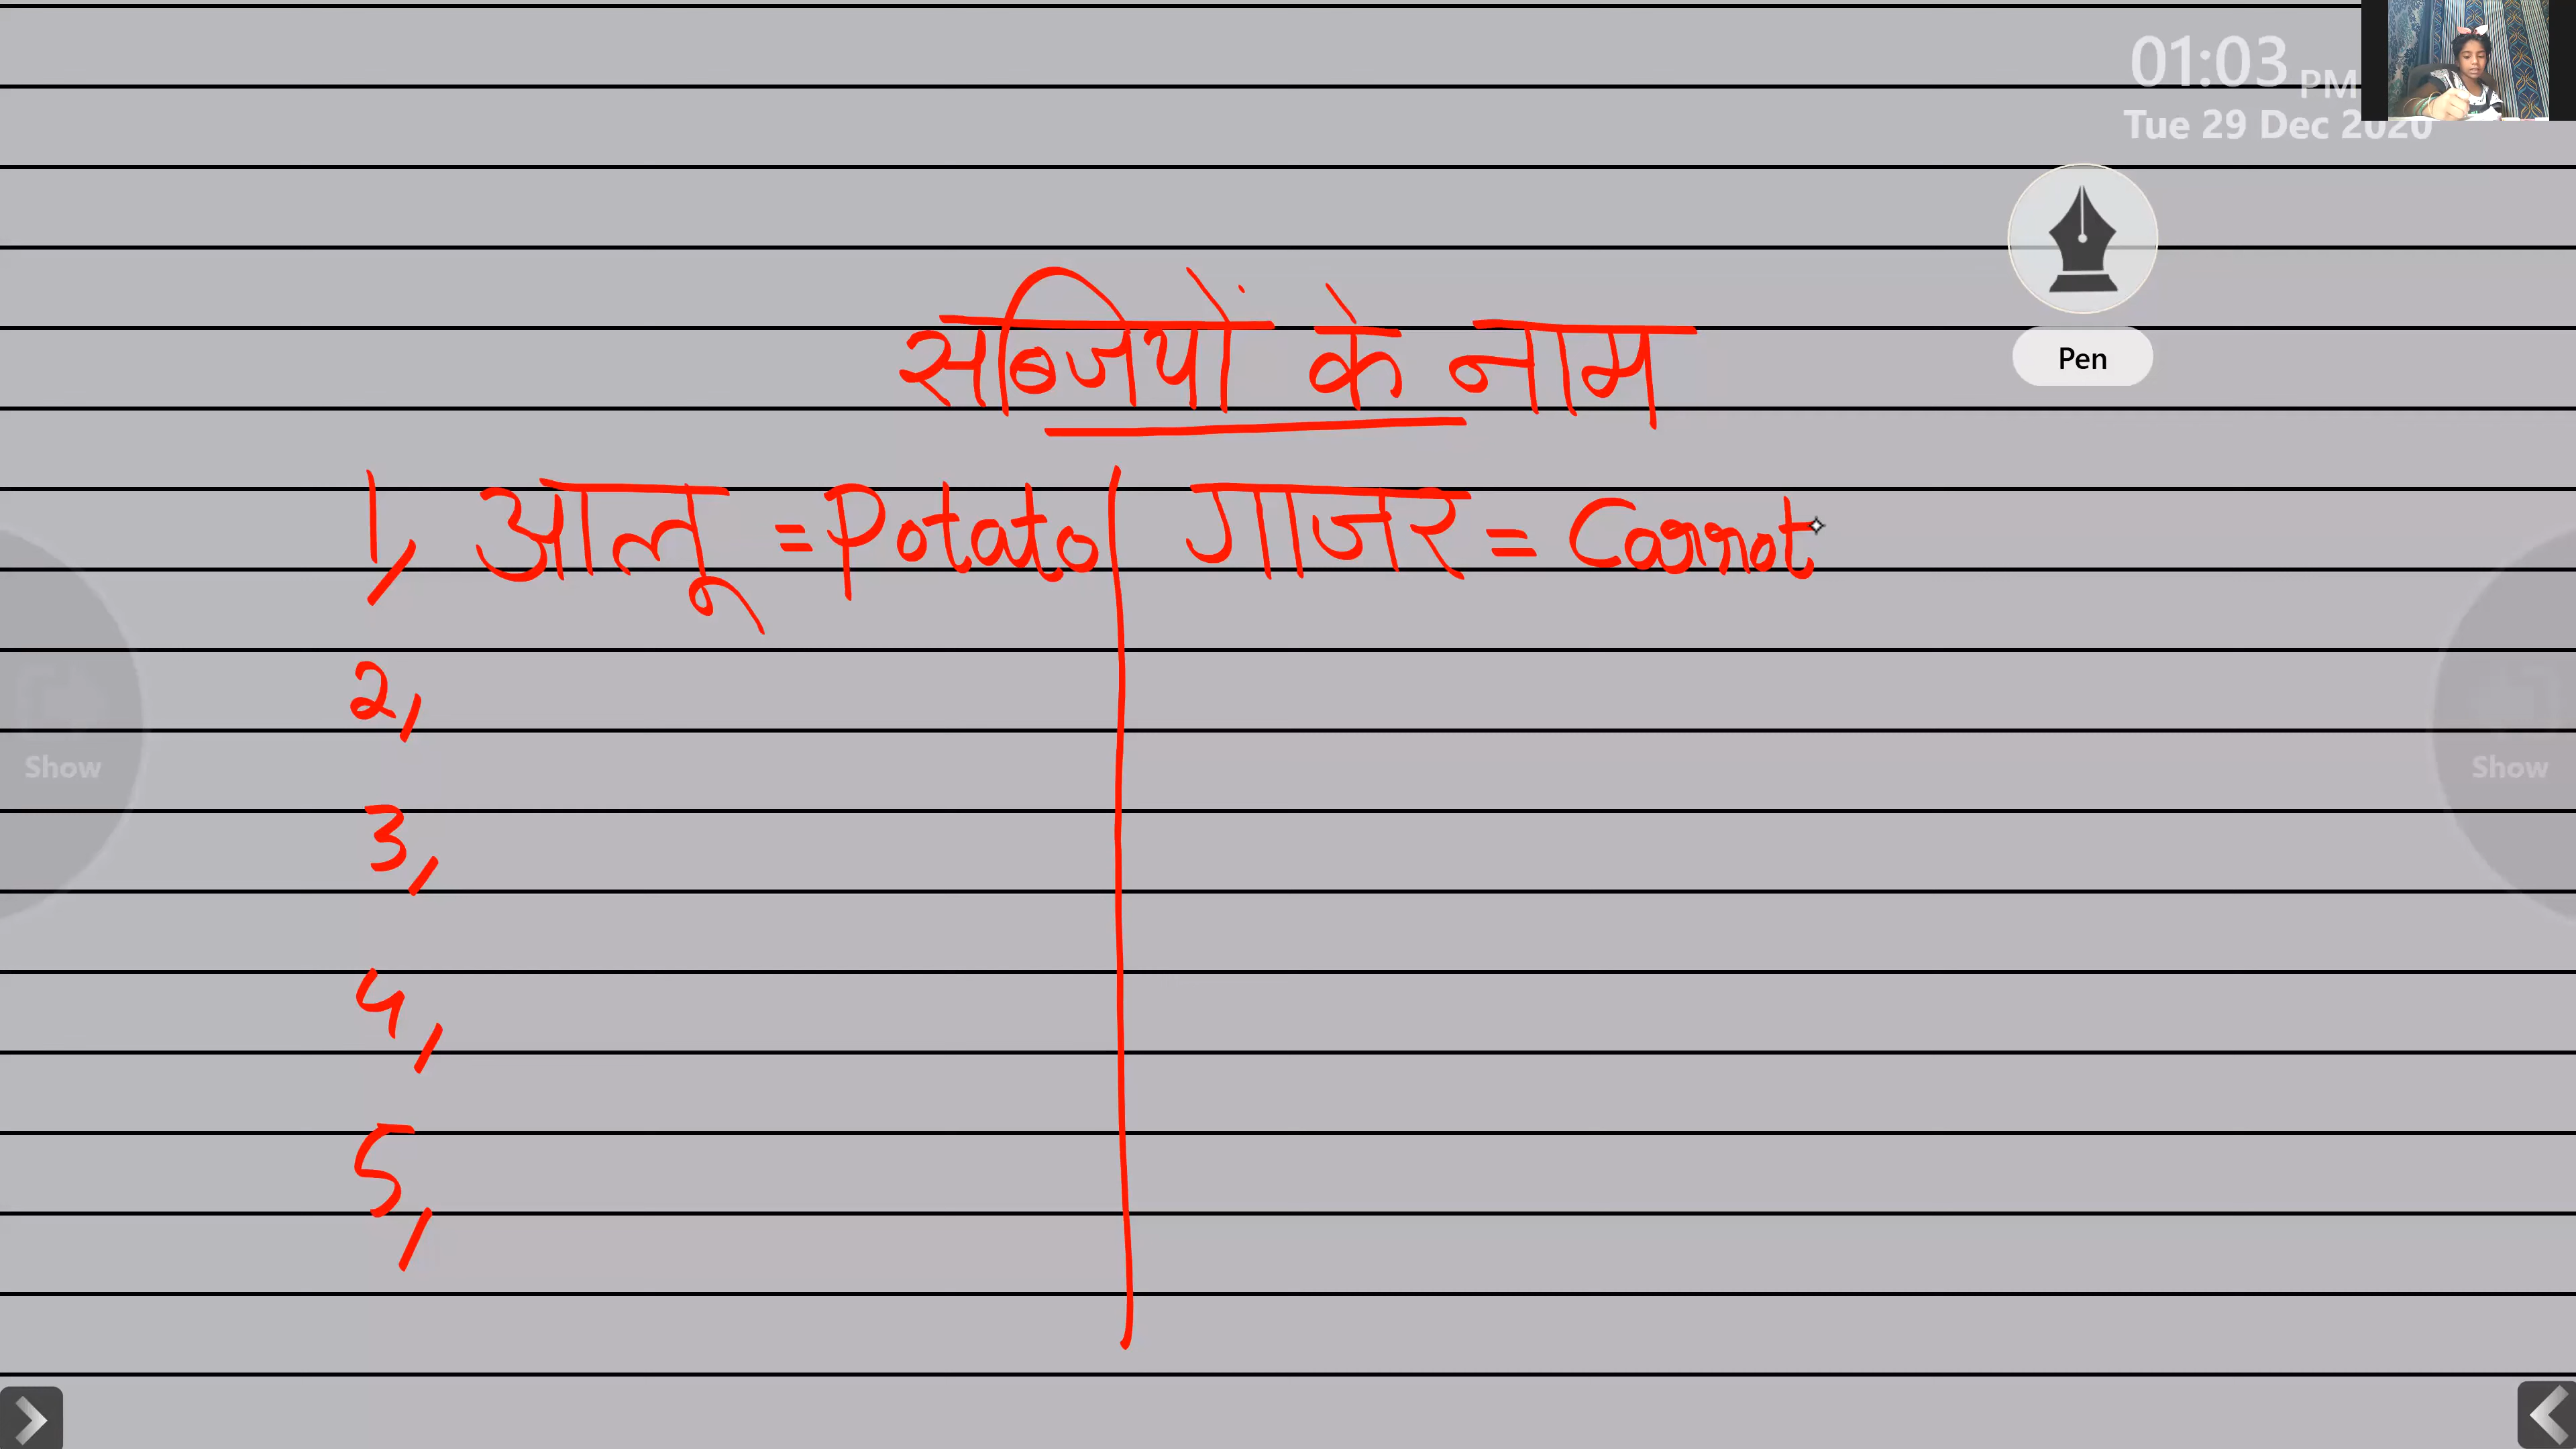 01:03 PM
Tue 29 Dec 2020
Pen
सब्जियों के नाम
1, आलू = Potato गाजर = Carrot
2,
Show Show
3,
4,
5,